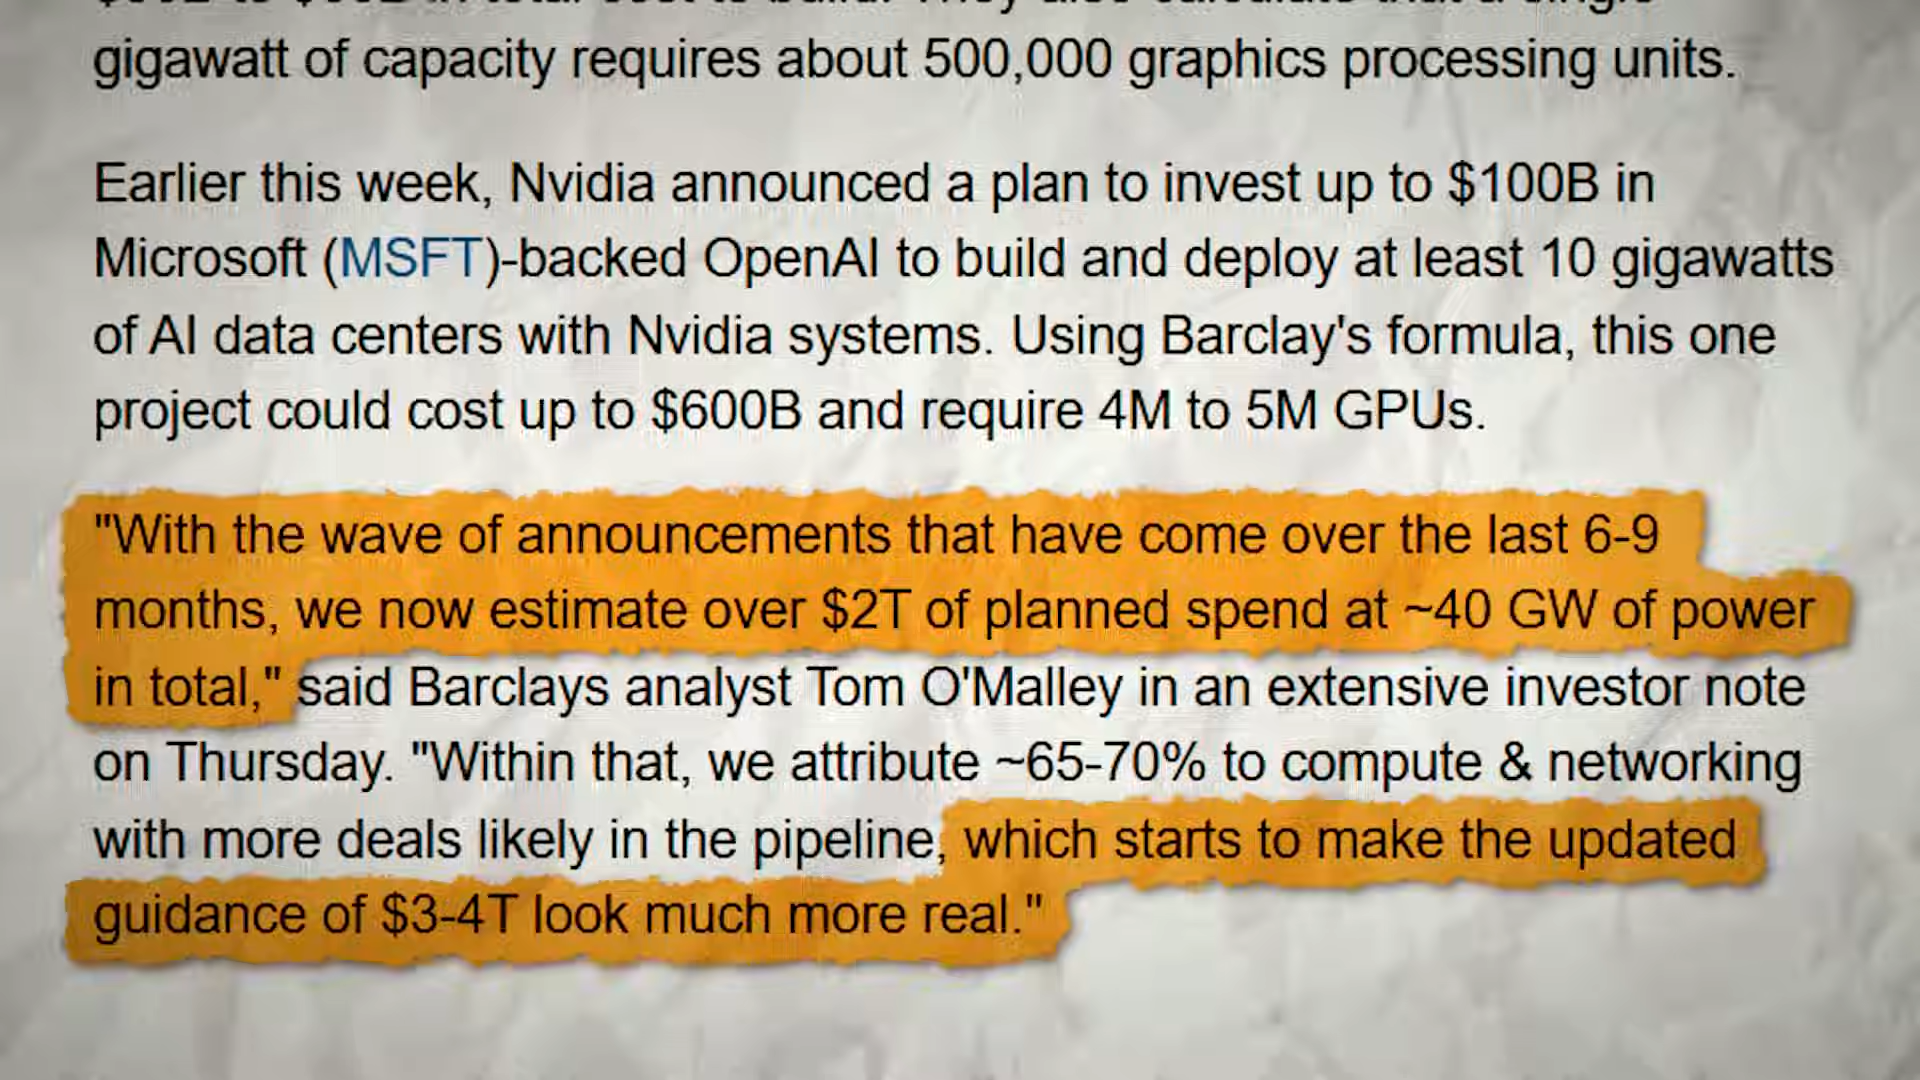 gigawatt of capacity requires about 500,000 graphics processing units.
Earlier this week, Nvidia announced a plan to invest up to $100B in
Microsoft (MSFT)-backed OpenAI to build and deploy at least 10 gigawatts
of AI data centers with Nvidia systems. Using Barclay's formula, this one
project could cost up to $600B and require 4M to 5M GPUs.
"With the wave of announcements that have come over the last 6-9
months, we now estimate over $2T of planned spend at ~40 GW of power
in total," said Barclays analyst Tom O'Malley in an extensive investor note
on Thursday. "Within that, we attribute ~65-70% to compute & networking
with more deals likely in the pipeline, which starts to make the updated
guidance of $3-4T look much more real."